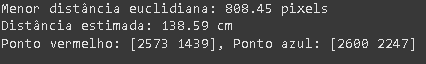 Menor distância euclidiana: 808.45 pixels
Distância estimada: 138.59 cm
Ponto vermelho: [2573 1439], Ponto azul: [2600 2247]